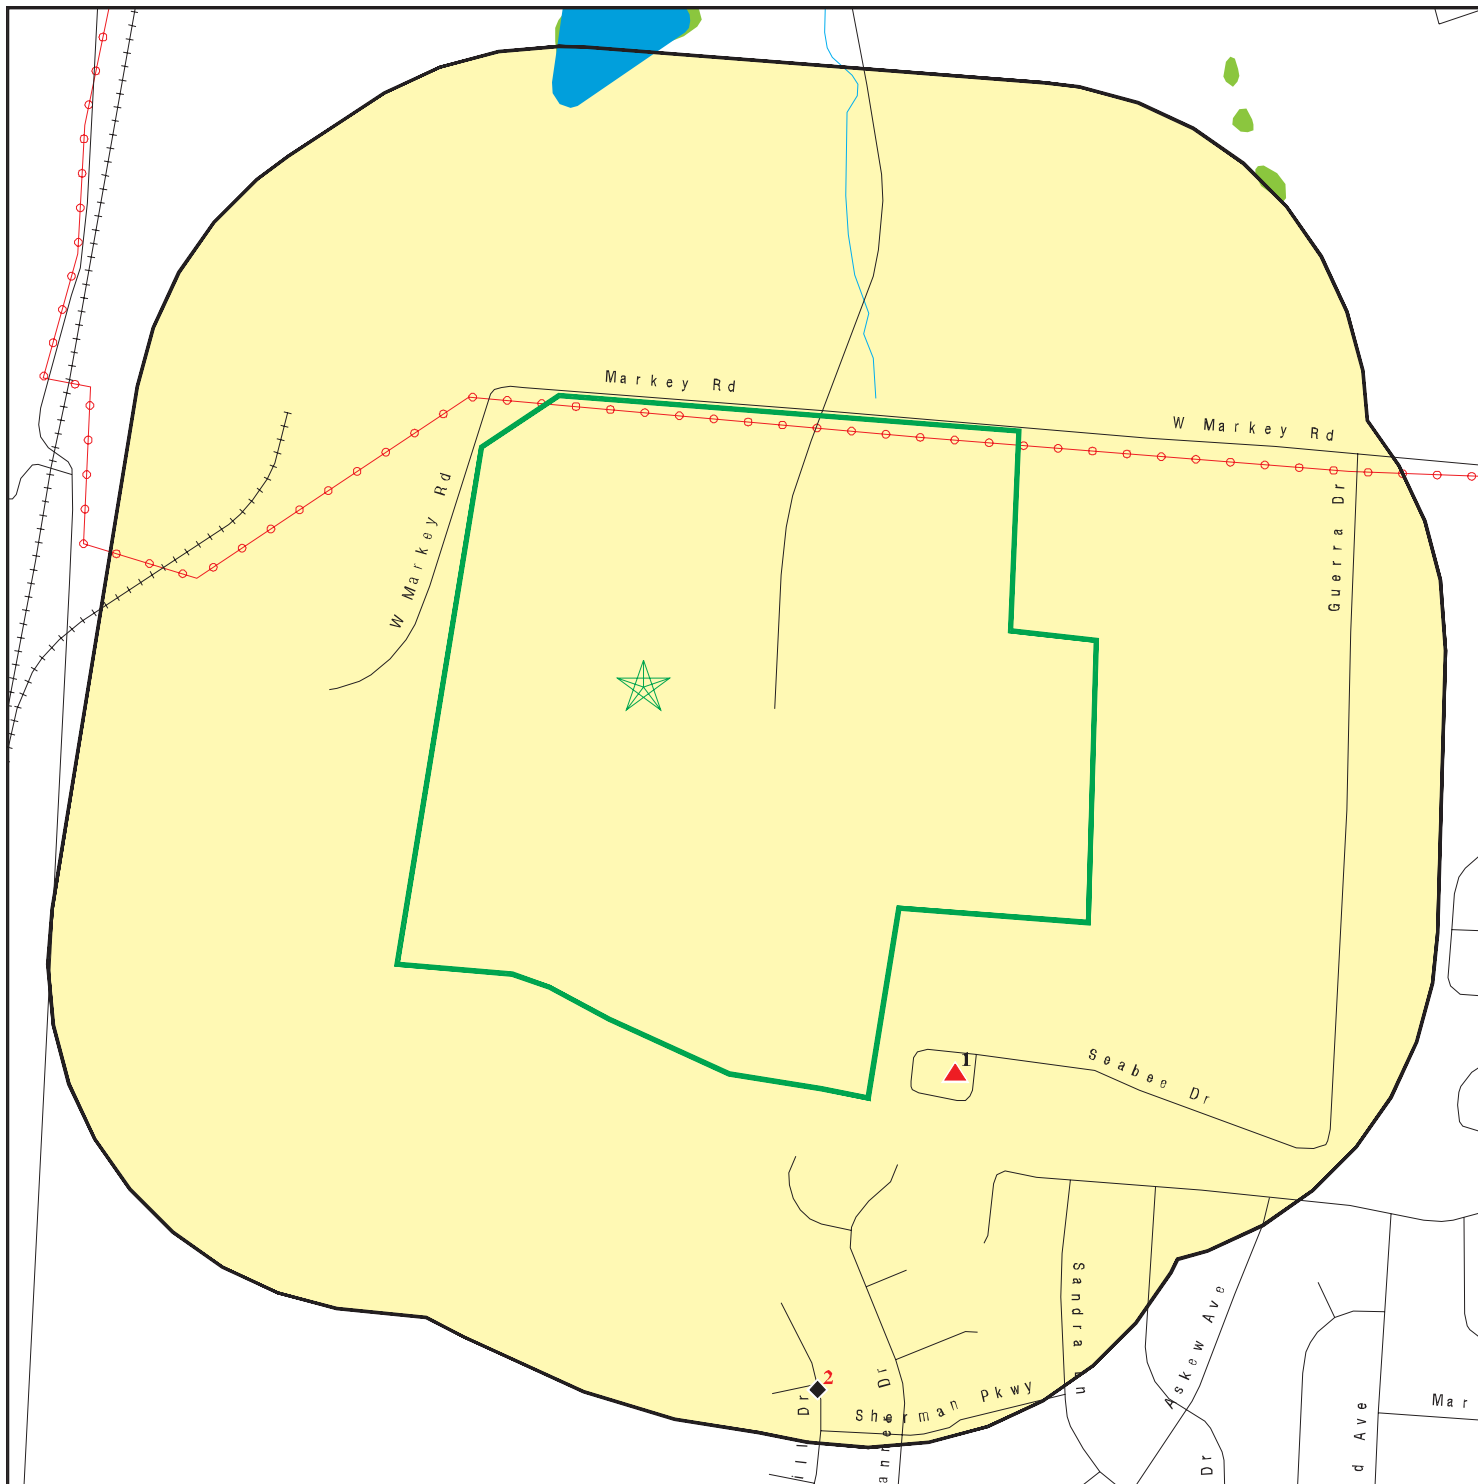 Markey Rd
W Markey Rd
W Markey Rd
Guerra Dr
1
Seabee Dr
Sandra Ln
Askew Ave
2
Dr
Sherman Pkwy
Dr
Mar
Ave
Dr